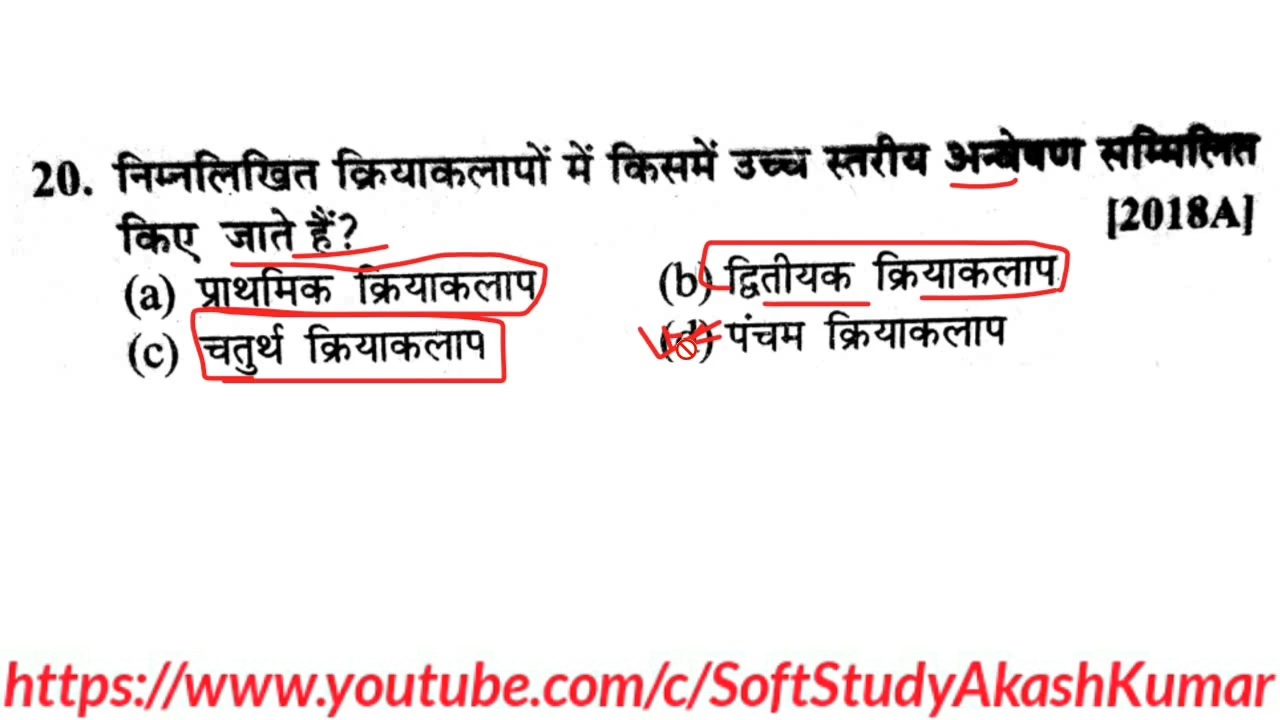 20. निम्नलिखित क्रियाकलापों में किसमें उच्च स्तरीय अन्वेषण सम्मिलित
किए जाते हैं? [2018A]
(a) प्राथमिक क्रियाकलाप (b) द्वितीयक क्रियाकलाप
(c) चतुर्थ क्रियाकलाप (d) पंचम क्रियाकलाप
https://www.youtube.com/c/SoftStudyAkashKumar